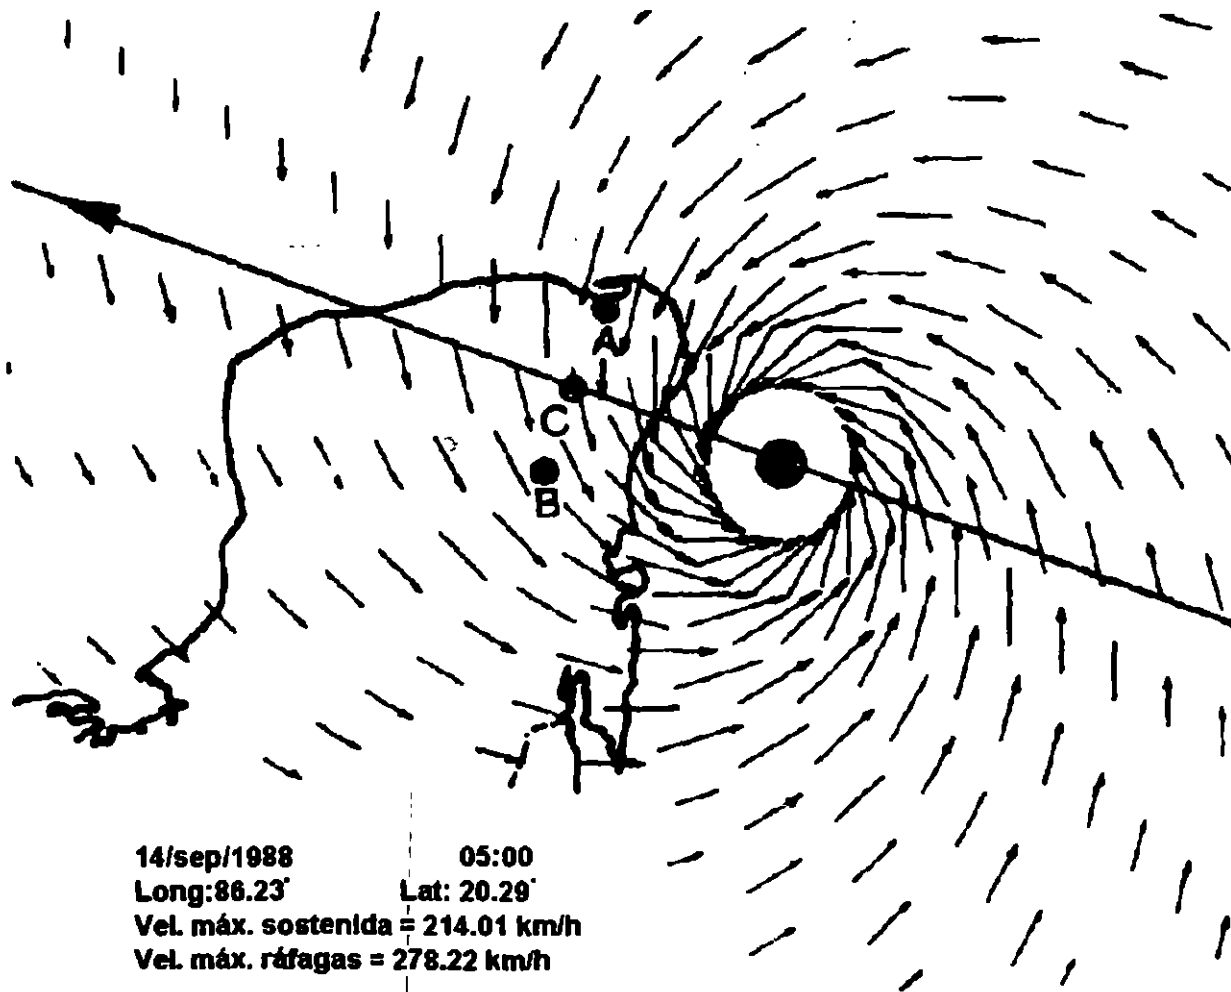 A
C
B
14/sep/1988 05:00
Long:86.23° Lat: 20.29°
Vel. máx. sostenida = 214.01 km/h
Vel. máx. ráfagas = 278.22 km/h